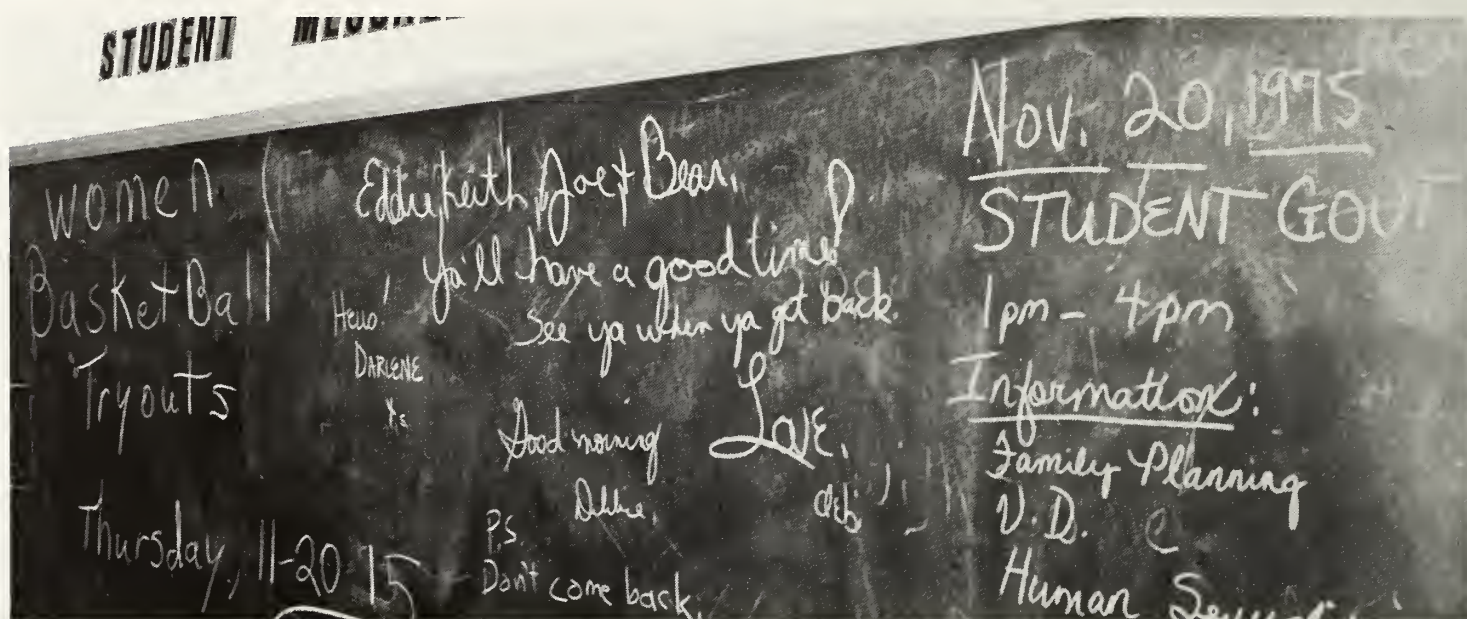 STUDENT
women
BasketBall
Tryouts
Thursday, 11-20 75
Eddie, Keith, Joe + Bear,
Ya'll have a good time!
See ya when ya get back.
Love,
deb
Hello.
DARLENE
Good morning
Debbie,
P.S.
Don't come back.
Nov. 20, 1975
STUDENT GOVT
1pm - 4pm
Information:
Family Planning
V.D.
Human